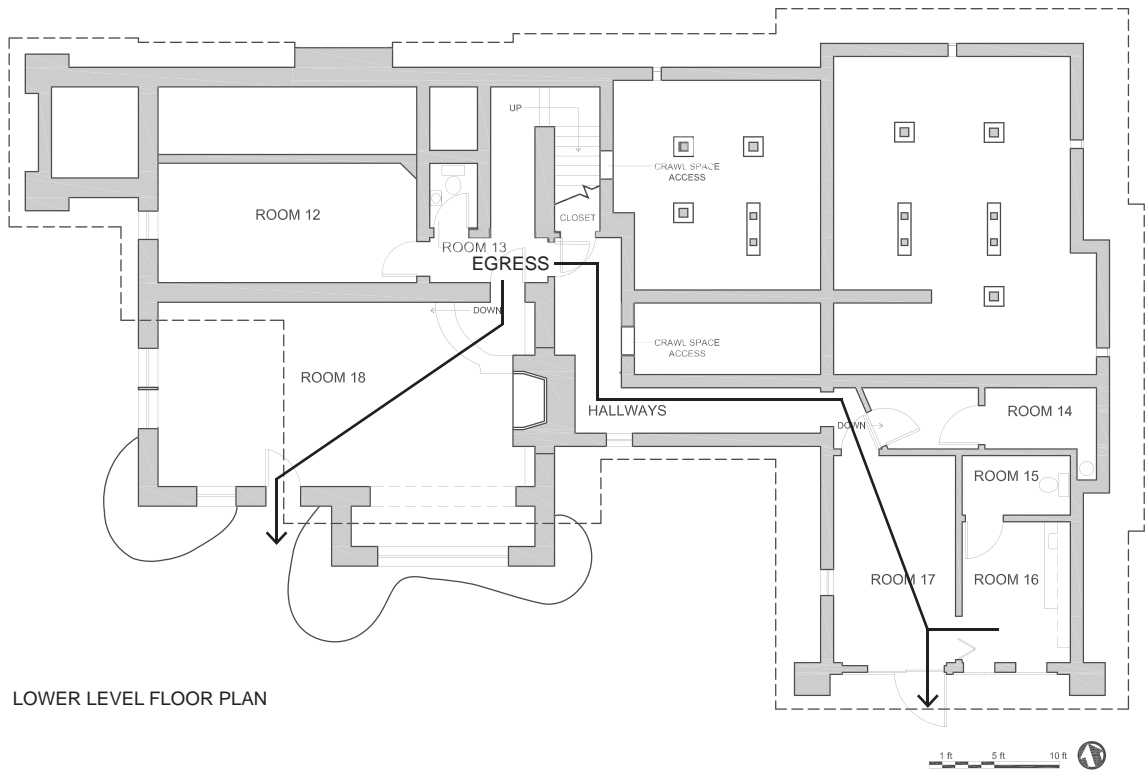 UP
CRAWL SPACE
ACCESS
ROOM 12
CLOSET
ROOM 13
EGRESS
DOWN
CRAWL SPACE
ACCESS
ROOM 18
HALLWAYS
ROOM 14
DOWN
ROOM 15
ROOM 17
ROOM 16
LOWER LEVEL FLOOR PLAN
1 ft 5 ft 10 ft